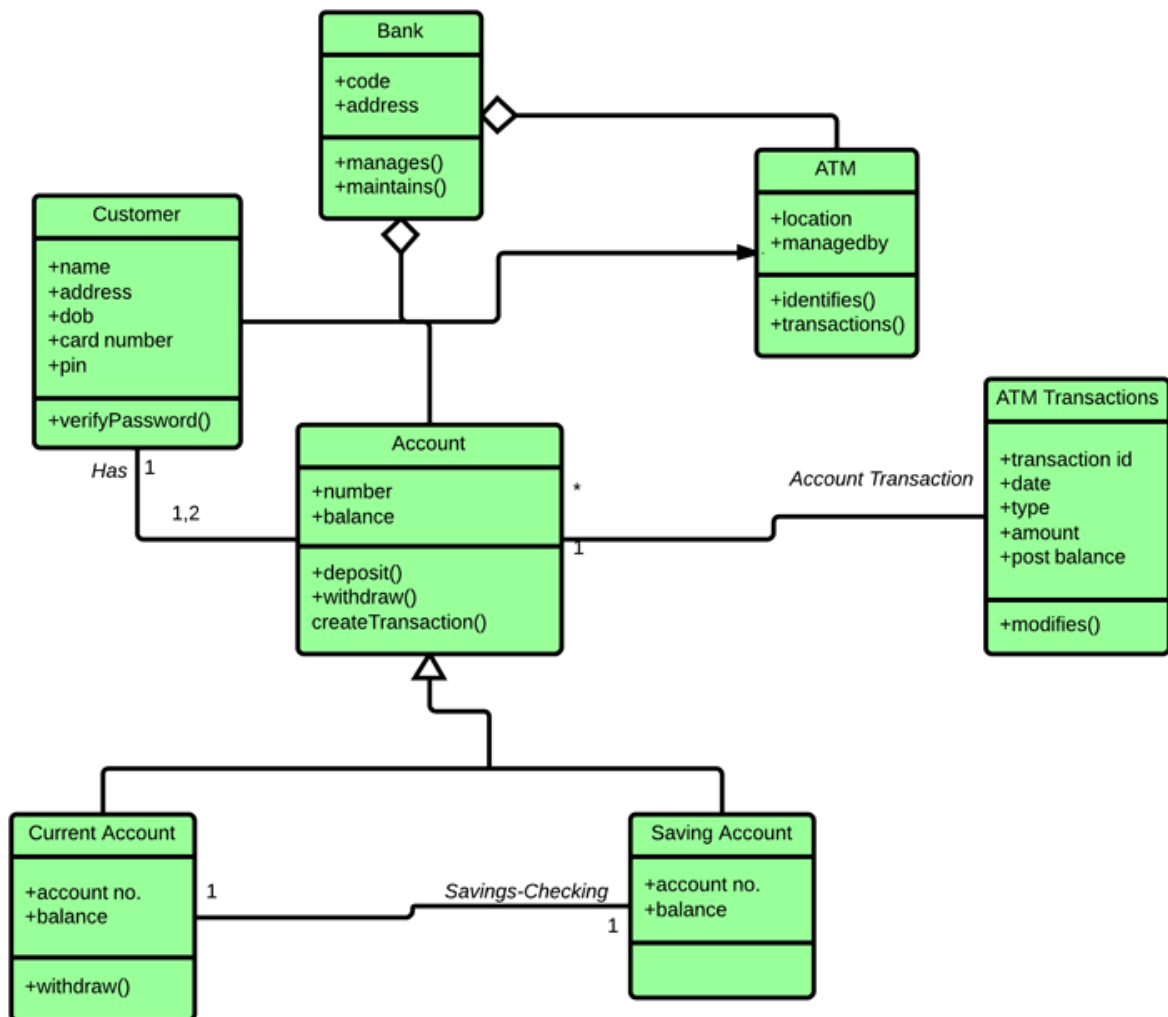 Bank
+code
+address
+manages()
+maintains()
ATM
+location
+managedby
+identifies()
+transactions()
Customer
+name
+address
+dob
+card number
+pin
+verifyPassword()
Has
1
1,2
Account
+number
+balance
+deposit()
+withdraw()
createTransaction()
*
1
Account Transaction
ATM Transactions
+transaction id
+date
+type
+amount
+post balance
+modifies()
Current Account
+account no.
+balance
+withdraw()
1
Savings-Checking
1
Saving Account
+account no.
+balance